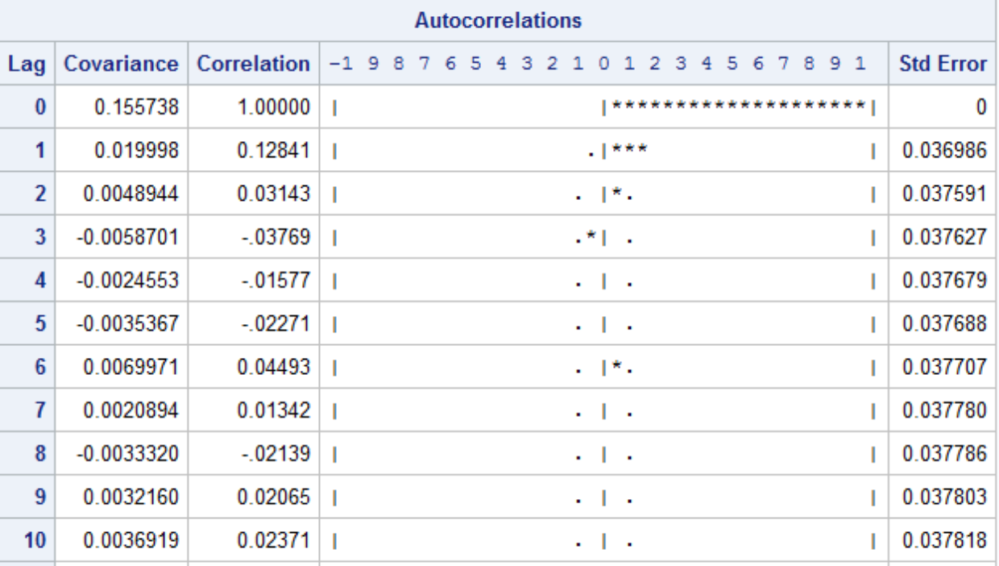 Autocorrelations
Lag Covariance Correlation -1 9 8 7 6 5 4 3 2 1 0 1 2 3 4 5 6 7 8 9 1 Std Error
0 0.155738 1.00000 | |********************| 0
1 0.019998 0.12841 | .|*** | 0.036986
2 0.0048944 0.03143 | . |*. | 0.037591
3 -0.0058701 -.03769 | .*| . | 0.037627
4 -0.0024553 -.01577 | . | . | 0.037679
5 -0.0035367 -.02271 | . | . | 0.037688
6 0.0069971 0.04493 | . |*. | 0.037707
7 0.0020894 0.01342 | . | . | 0.037780
8 -0.0033320 -.02139 | . | . | 0.037786
9 0.0032160 0.02065 | . | . | 0.037803
10 0.0036919 0.02371 | . | . | 0.037818